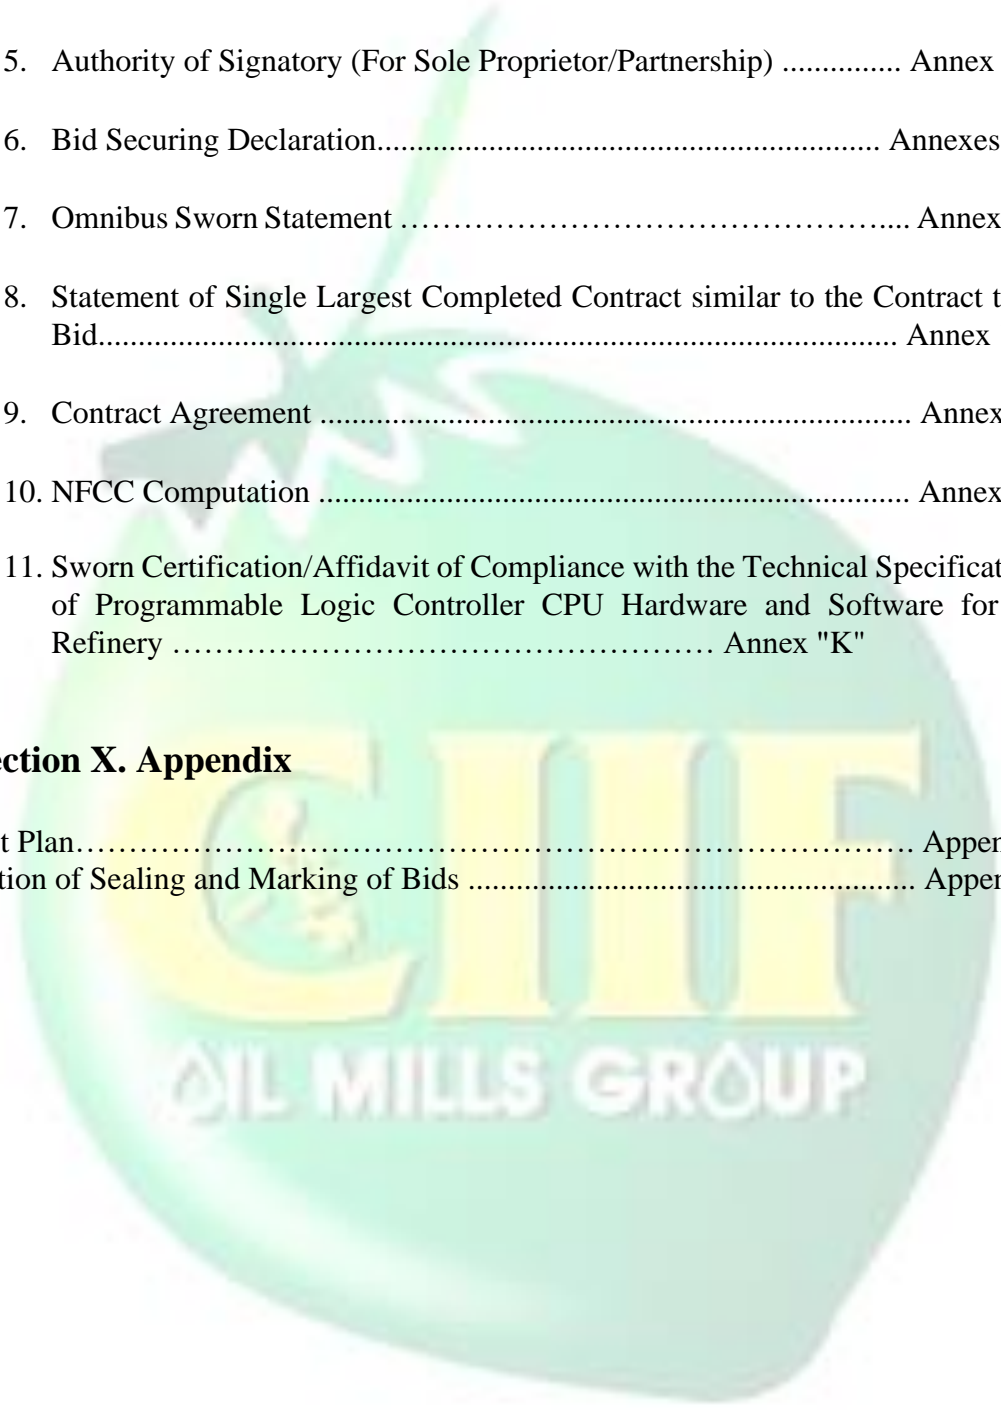 5. Authority of Signatory (For Sole Proprietor/Partnership) ............... Annex
6. Bid Securing Declaration................................................................ Annexes
7. Omnibus Sworn Statement ………………………………………….... Annex
8. Statement of Single Largest Completed Contract similar to the Contract t
Bid...................................................................................................... Annex
9. Contract Agreement ........................................................................... Annex
10. NFCC Computation ........................................................................... Annex
11. Sworn Certification/Affidavit of Compliance with the Technical Specificat
of Programmable Logic Controller CPU Hardware and Software for
Refinery ……………………………………………… Annex "K"
ection X. Appendix
t Plan……………………………………………………………………. Appen
tion of Sealing and Marking of Bids ......................................................... Appen
CIIF
OIL MILLS GROUP